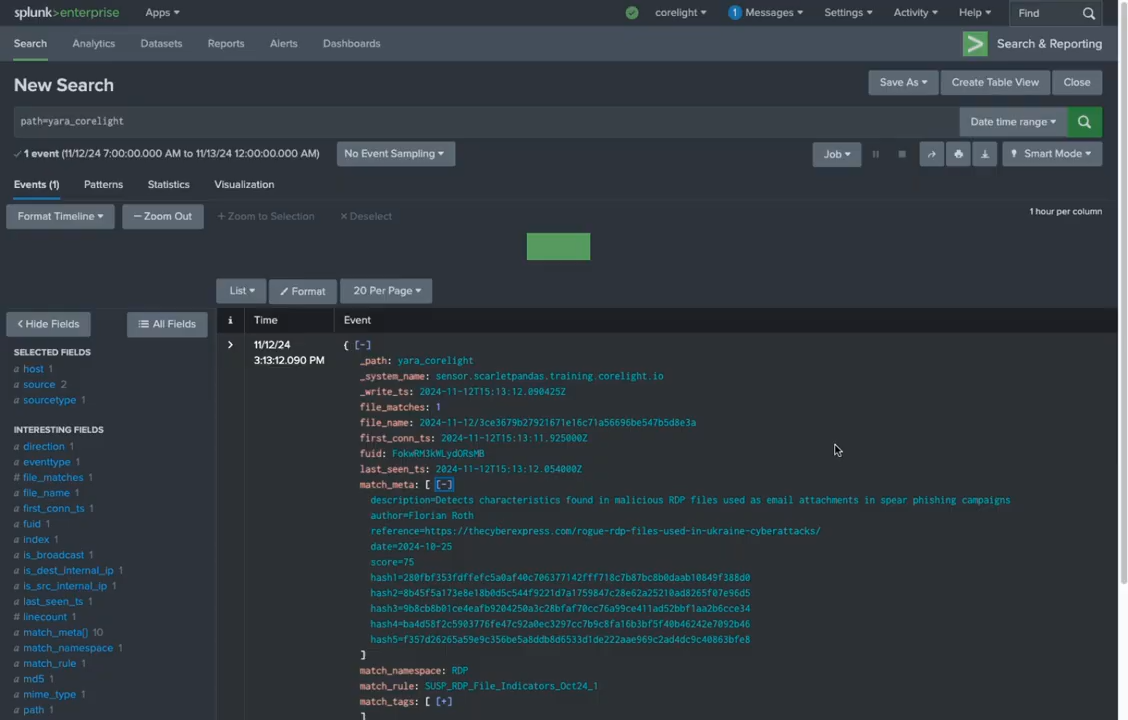 splunk>enterprise Apps corelight 1 Messages Settings Activity Help Find
Search Analytics Datasets Reports Alerts Dashboards Search & Reporting
New Search Save As Create Table View Close
path=yara_corelight Date time range
✓ 1 event (11/12/24 7:00:00.000 AM to 11/13/24 12:00:00.000 AM) No Event Sampling Job Smart Mode
Events (1) Patterns Statistics Visualization
Format Timeline — Zoom Out + Zoom to Selection × Deselect 1 hour per column
List Format 20 Per Page
< Hide Fields All Fields i Time Event
SELECTED FIELDS
a host 1
a source 2
a sourcetype 1
INTERESTING FIELDS
a direction 1
a eventtype 1
# file_matches 1
a file_name 1
a first_conn_ts 1
a fuid 1
a index 1
a is_broadcast 1
a is_dest_internal_ip 1
a is_src_internal_ip 1
a last_seen_ts 1
# linecount 1
a match_meta{} 10
a match_namespace 1
a match_rule 1
a md5 1
a mime_type 1
a path 1
> 11/12/24 { [-]
3:13:12.090 PM _path: yara_corelight
_system_name: sensor.scarletpandas.training.corelight.io
_write_ts: 2024-11-12T15:13:12.090425Z
file_matches: 1
file_name: 2024-11-12/3ce3679b27921671e16c71a56696be547b5d8e3a
first_conn_ts: 2024-11-12T15:13:11.925000Z
fuid: FokwRM3kWLydORsMB
last_seen_ts: 2024-11-12T15:13:12.054000Z
match_meta: [ [-]
description=Detects characteristics found in malicious RDP files used as email attachments in spear phishing campaigns
author=Florian Roth
reference=https://thecyberexpress.com/rogue-rdp-files-used-in-ukraine-cyberattacks/
date=2024-10-25
score=75
hash1=280fbf353fdffefc5a0af40c706377142fff718c7b87bc8b0daab10849f388d0
hash2=8b45f5a173e8e18b0d5c544f9221d7a1759847c28e62a25210ad8265f07e96d5
hash3=9b8cb8b01ce4eafb9204250a3c28bfaf70cc76a99ce411ad52bbf1aa2b6cce34
hash4=ba4d58f2c5903776fe47c92a0ec3297cc7b9c8fa16b3bf5f40b46242e7092b46
hash5=f357d26265a59e9c356be5a8ddb8d6533d1de222aae969c2ad4dc9c40863bfe8
]
match_namespace: RDP
match_rule: SUSP_RDP_File_Indicators_Oct24_1
match_tags: [ [+]
]